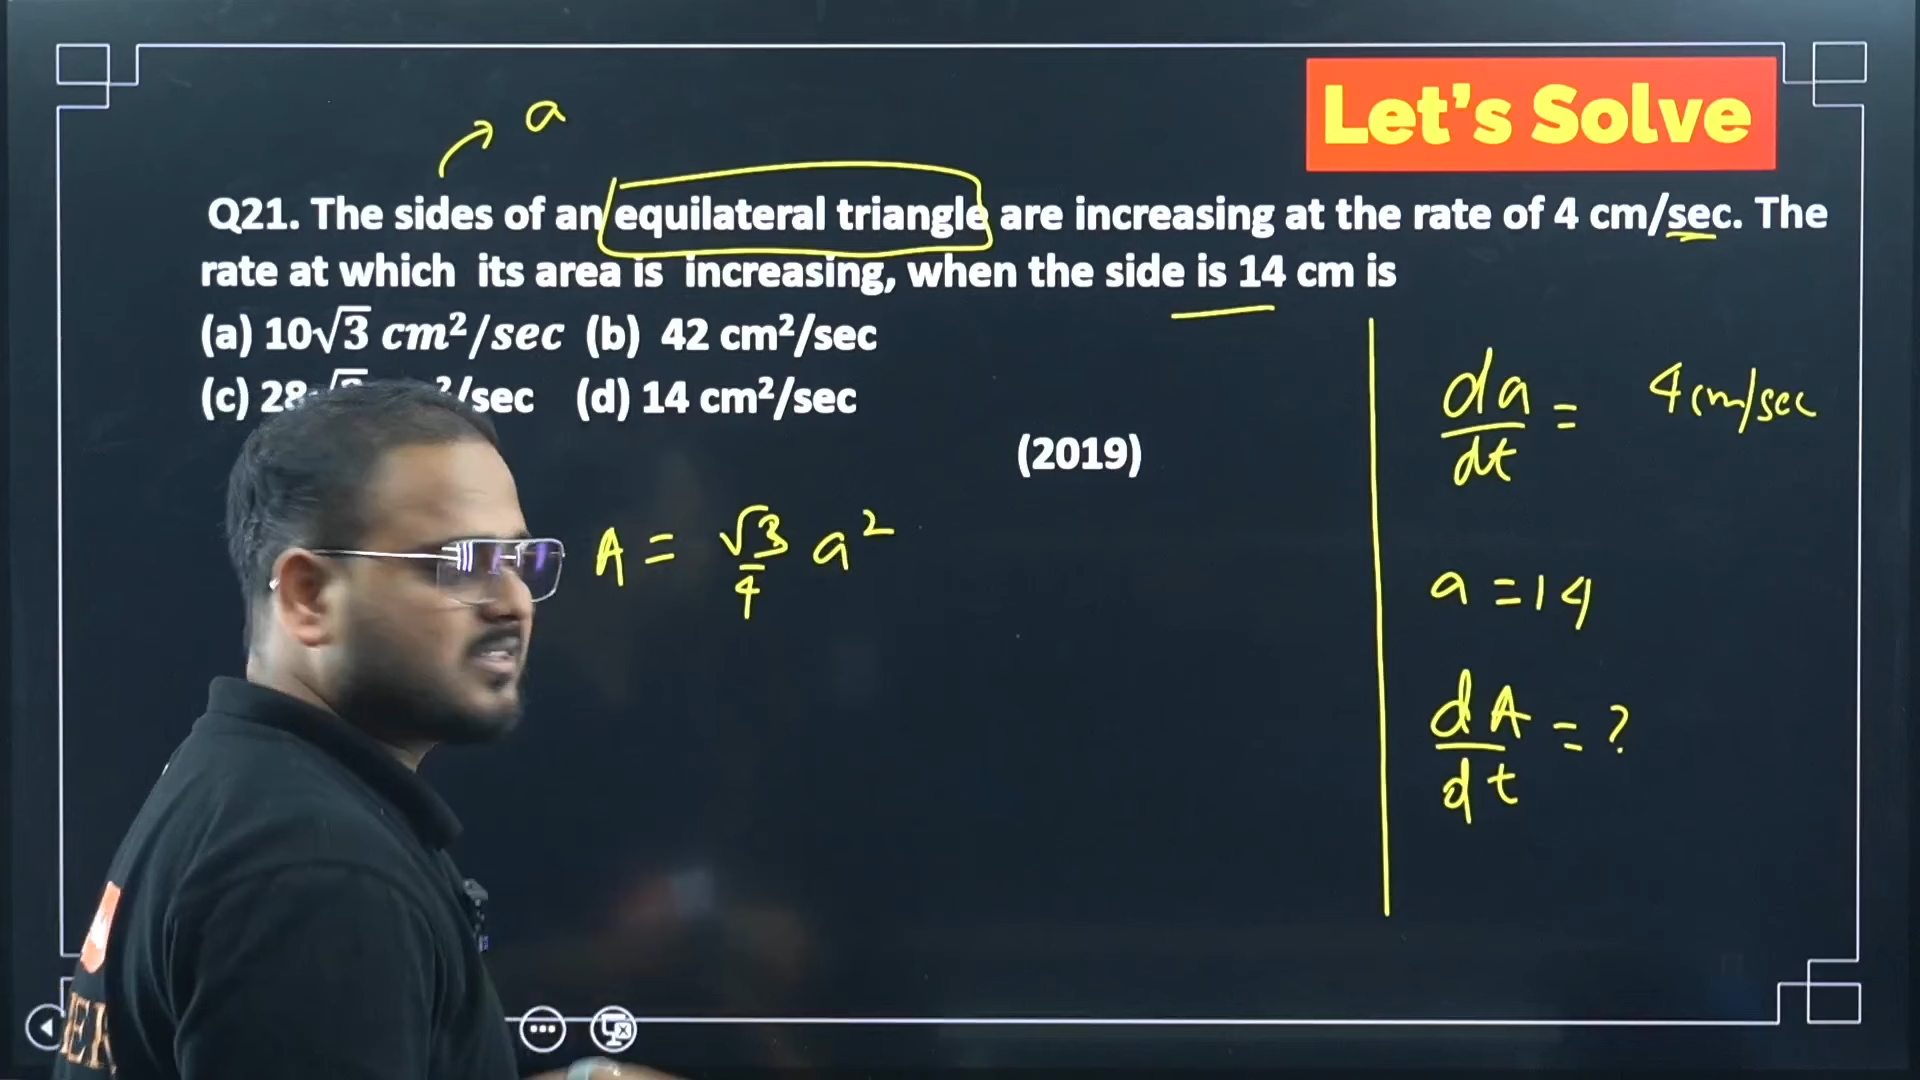 Let's Solve
a
Q21. The sides of an equilateral triangle are increasing at the rate of 4 cm/sec. The
rate at which its area is increasing, when the side is 14 cm is
(a) 10√3 cm²/sec (b) 42 cm²/sec
(c) 28 /sec (d) 14 cm²/sec
(2019)
da/dt = 4cm/sec
A = √3/4 a²
a = 14
dA/dt = ?